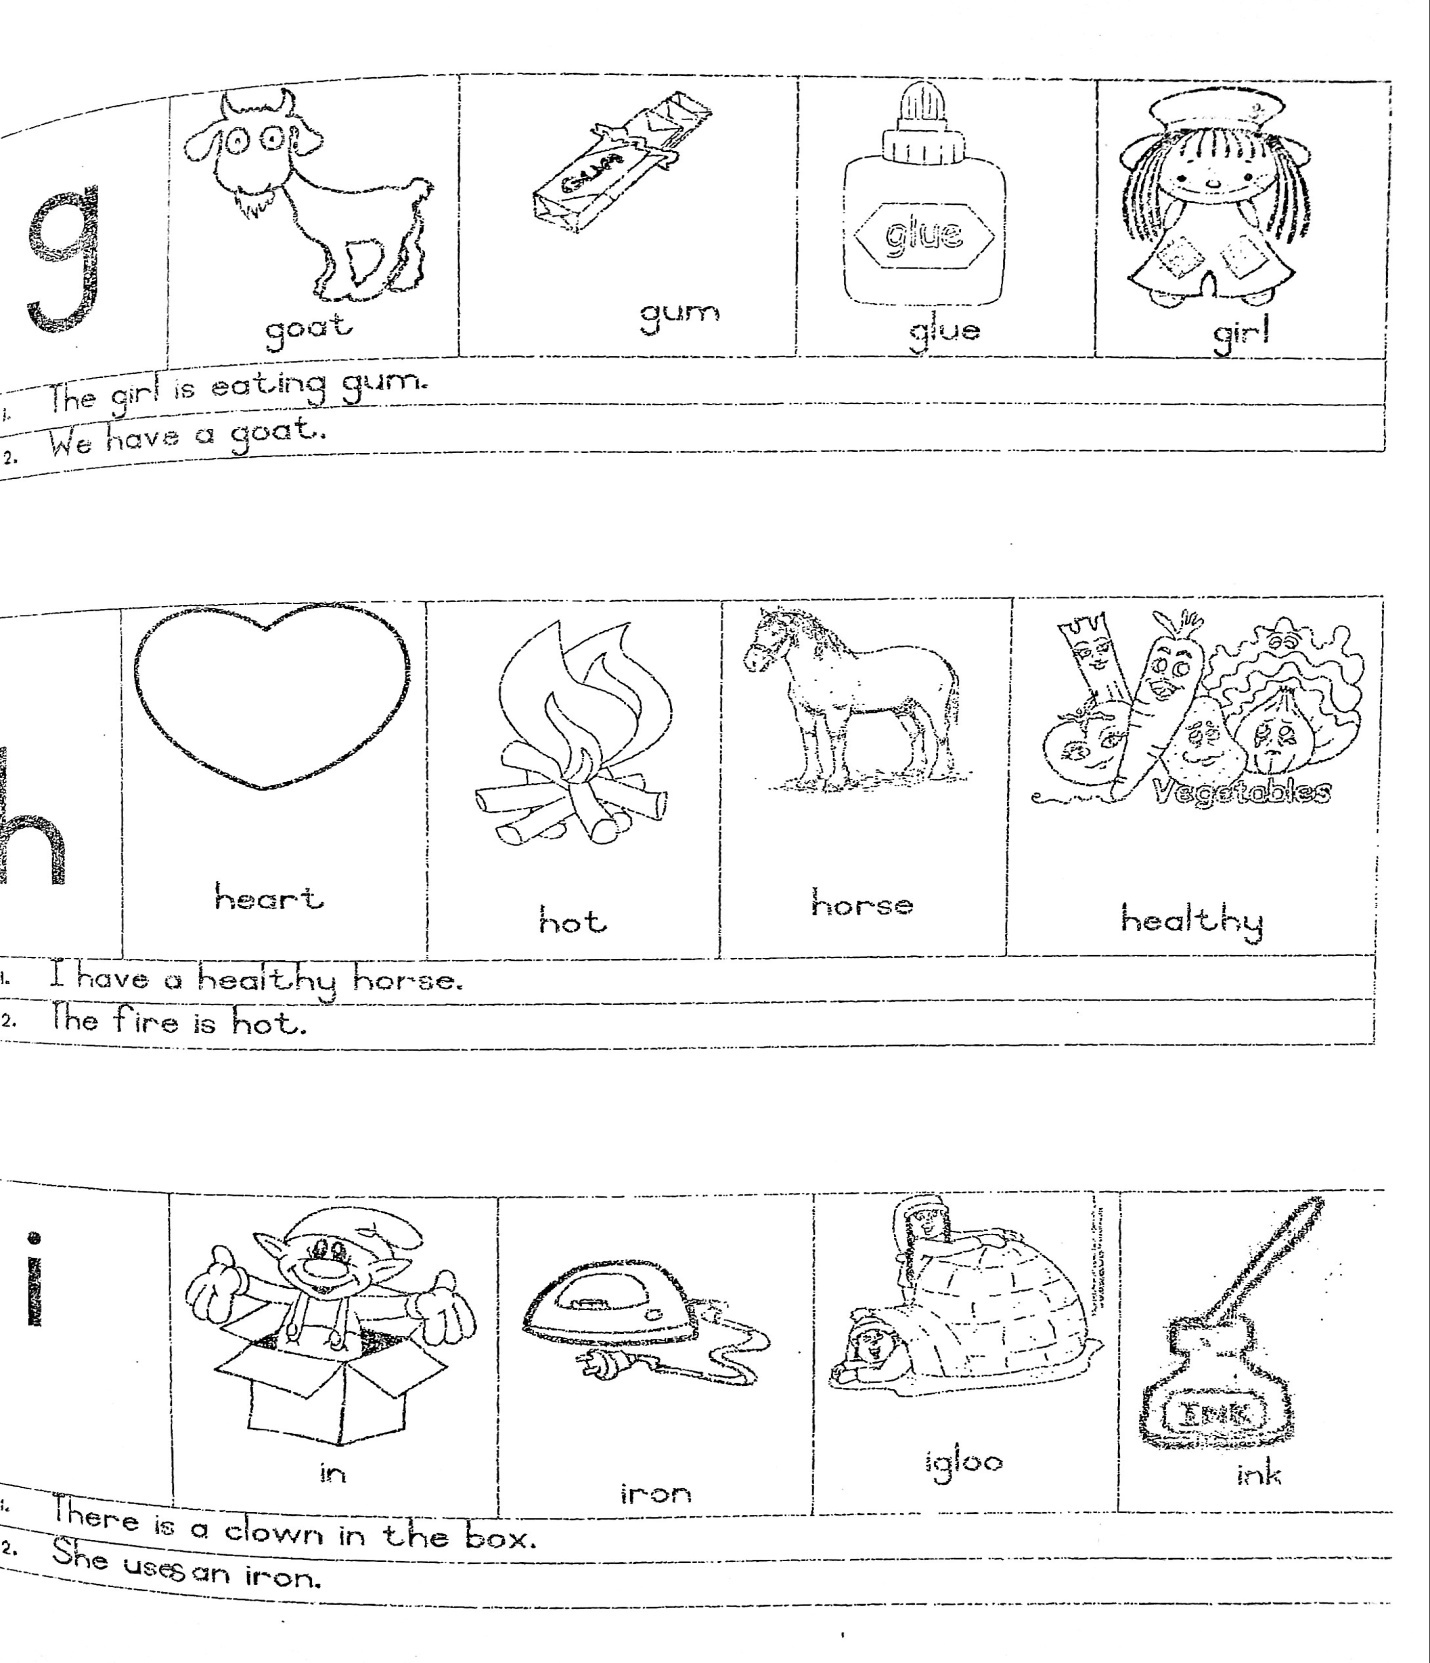 g
GUM
glue
goat
gum
glue
girl
1. The girl is eating gum.
2. We have a goat.
h
Vegetables
heart
hot
horse
healthy
1. I have a healthy horse.
2. The fire is hot.
i
INK
in
iron
igloo
ink
1. There is a clown in the box.
2. She uses an iron.